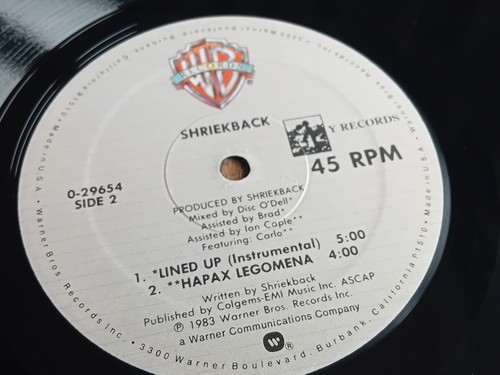 RECORDS
SHRIEKBACK
Y RECORDS
45 RPM
0-29654
SIDE 2
PRODUCED BY SHRIEKBACK
Mixed by Disc O'Dell*
Assisted by Brad*
Assisted by Ian Caple**
Featuring: Carlo**
1. *LINED UP (Instrumental) 5:00
2. **HAPAX LEGOMENA 4:00
Written by Shriekback
Published by Colgems-EMI Music Inc. ASCAP
℗ 1983 Warner Bros. Records Inc.
a Warner Communications Company
Made in U.S.A. • Warner Bros. Records Inc. • 3300 Warner Boulevard, Burbank, California 91510 • Made in U.S.A.